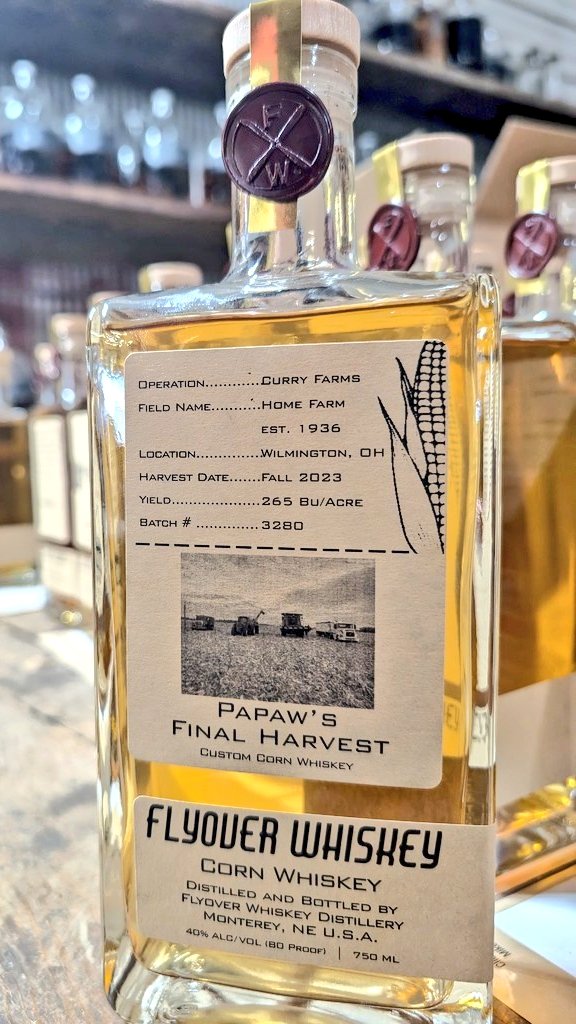 F
W
Operation.............Curry Farms
Field Name..........Home Farm
est. 1936
Location...............Wilmington, OH
Harvest Date.......Fall 2023
Yield.....................265 Bu/Acre
Batch # ...............3280
Papaw's
Final Harvest
Custom Corn Whiskey
FLYOVER WHISKEY
Corn Whiskey
Distilled and Bottled by
Flyover Whiskey Distillery
Monterey, NE U.S.A.
40% ALC/VOL (80 Proof) | 750 ML